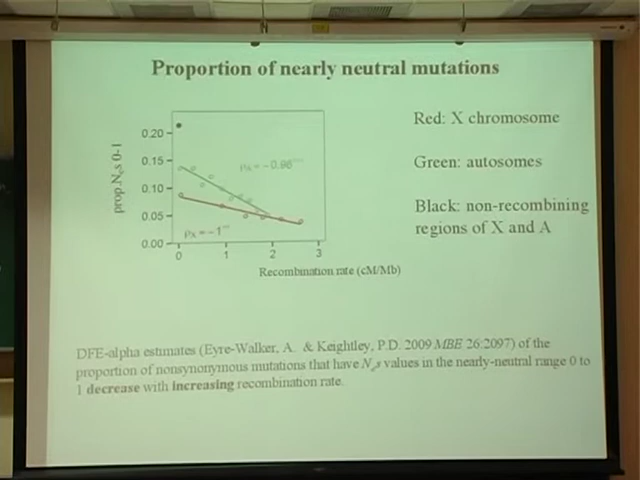 Proportion of nearly neutral mutations
Red: X chromosome
Green: autosomes
Black: non-recombining
regions of X and A
prop.Nₑs 0-1
0.20
0.15
0.10
0.05
0.00
0
1
2
3
Recombination rate (cM/Mb)
DFE-alpha estimates (Eyre-Walker, A. & Keightley, P.D. 2009 MBE 26:2097) of the
proportion of nonsynonymous mutations that have Nₑs values in the nearly-neutral range 0 to
1 decrease with increasing recombination rate.